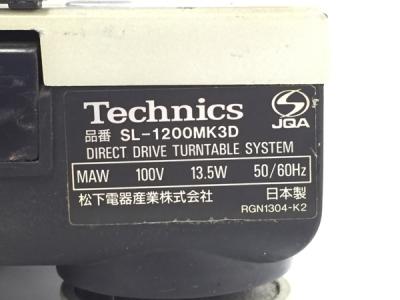 Technics
JQA
品番 SL-1200MK3D
DIRECT DRIVE TURNTABLE SYSTEM
MAW 100V 13.5W 50/60Hz
松下電器産業株式会社 日本製
RGN1304-K2